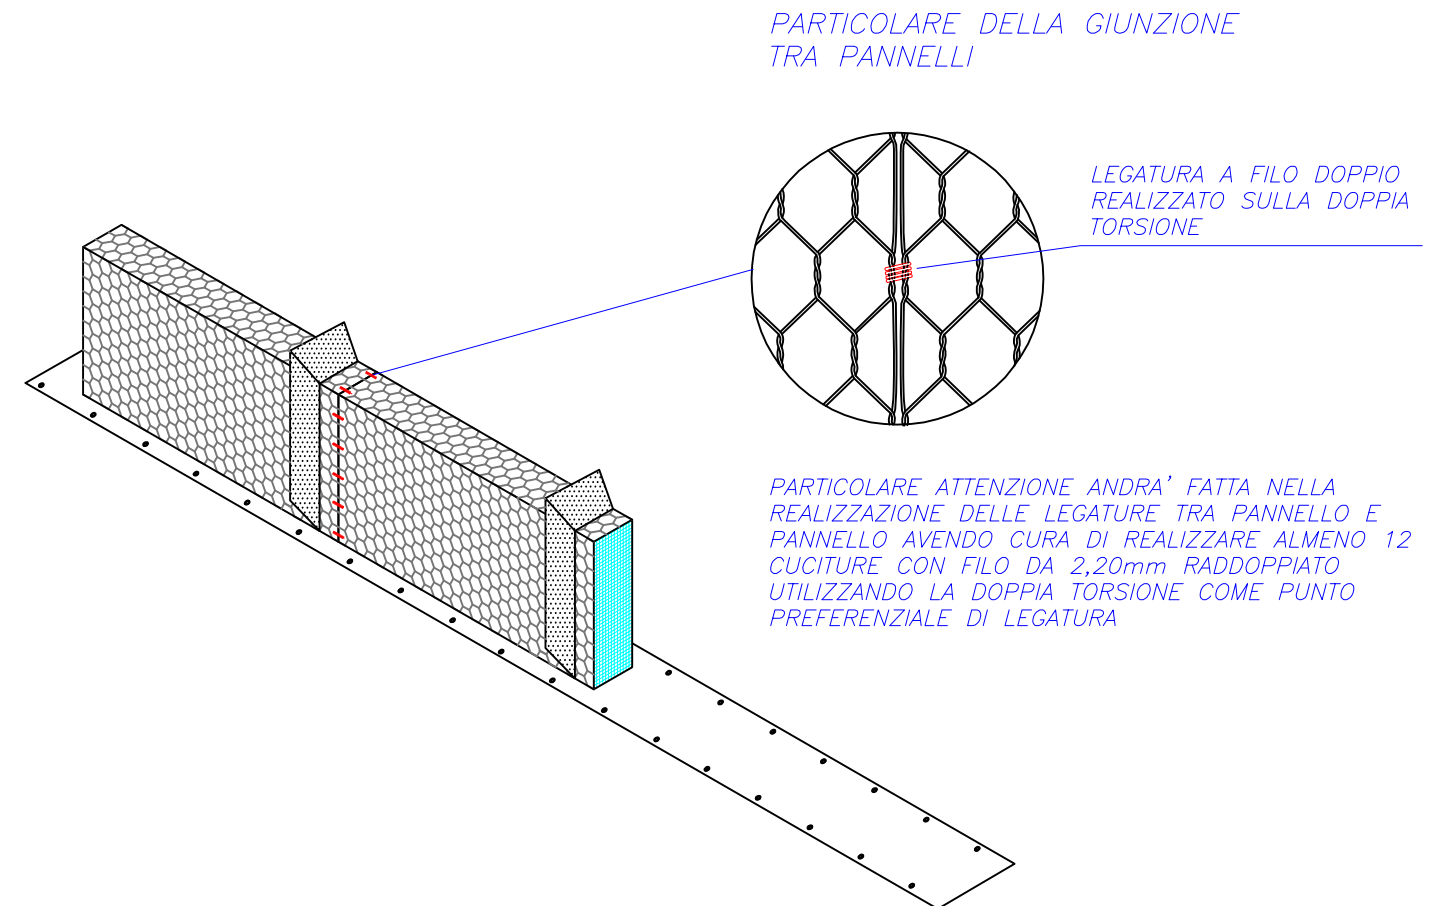 PARTICOLARE DELLA GIUNZIONE
TRA PANNELLI
LEGATURA A FILO DOPPIO
REALIZZATO SULLA DOPPIA
TORSIONE
PARTICOLARE ATTENZIONE ANDRA' FATTA NELLA
REALIZZAZIONE DELLE LEGATURE TRA PANNELLO E
PANNELLO AVENDO CURA DI REALIZZARE ALMENO 12
CUCITURE CON FILO DA 2,20mm RADDOPPIATO
UTILIZZANDO LA DOPPIA TORSIONE COME PUNTO
PREFERENZIALE DI LEGATURA